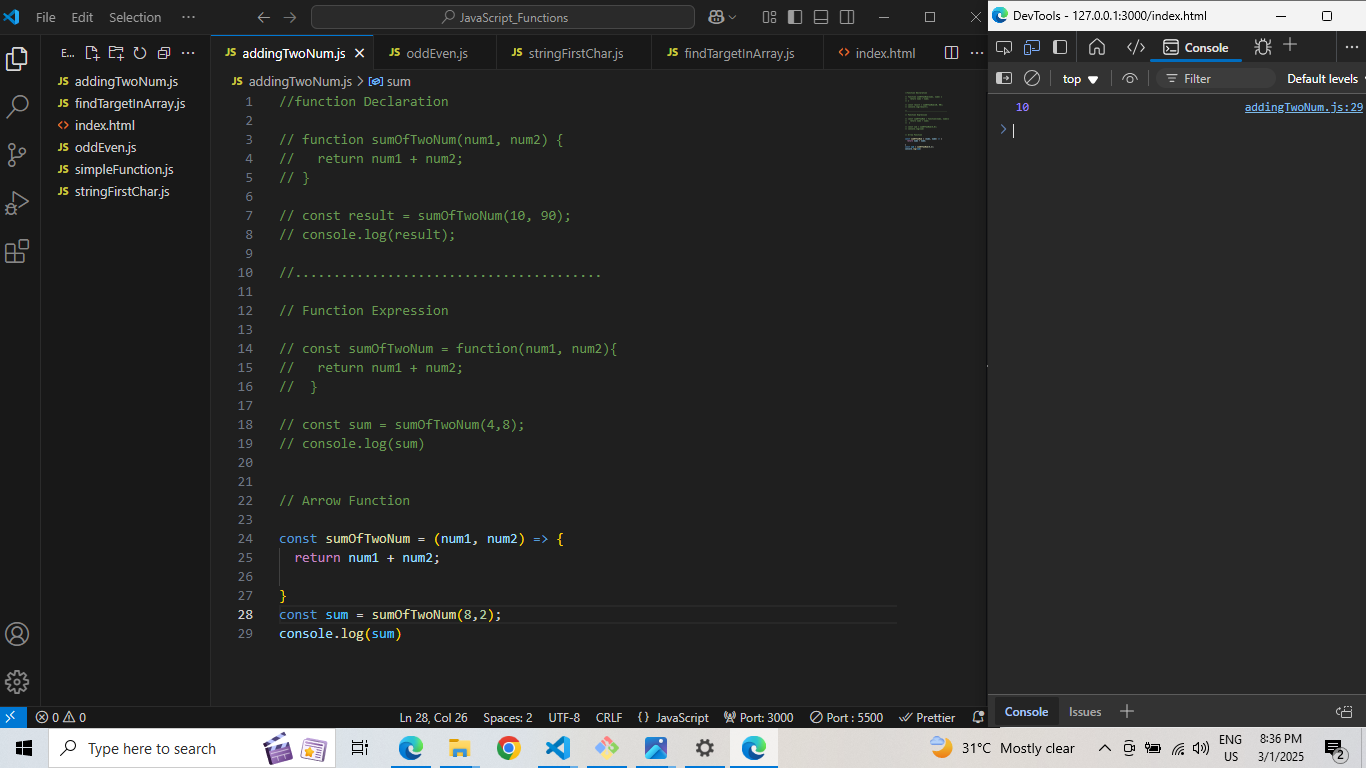 File Edit Selection ··· JavaScript_Functions
DevTools - 127.0.0.1:3000/index.html
E...
JS addingTwoNum.js
JS findTargetInArray.js
<> index.html
JS oddEven.js
JS simpleFunction.js
JS stringFirstChar.js
JS addingTwoNum.js JS oddEven.js JS stringFirstChar.js JS findTargetInArray.js <> index.html
JS addingTwoNum.js > sum
1 //function Declaration
2
3 // function sumOfTwoNum(num1, num2) {
4 //   return num1 + num2;
5 // }
6
7 // const result = sumOfTwoNum(10, 90);
8 // console.log(result);
9
10 //........................................
11
12 // Function Expression
13
14 // const sumOfTwoNum = function(num1, num2){
15 //   return num1 + num2;
16 //  }
17
18 // const sum = sumOfTwoNum(4,8);
19 // console.log(sum)
20
21
22 // Arrow Function
23
24 const sumOfTwoNum = (num1, num2) => {
25   return num1 + num2;
26
27 }
28 const sum = sumOfTwoNum(8,2);
29 console.log(sum)
Console
top Filter Default levels
10 addingTwoNum.js:29
>
Console Issues
0 0 Ln 28, Col 26 Spaces: 2 UTF-8 CRLF { } JavaScript Port: 3000 Port : 5500 Prettier
Type here to search
31°C Mostly clear
ENG
US
8:36 PM
3/1/2025
2